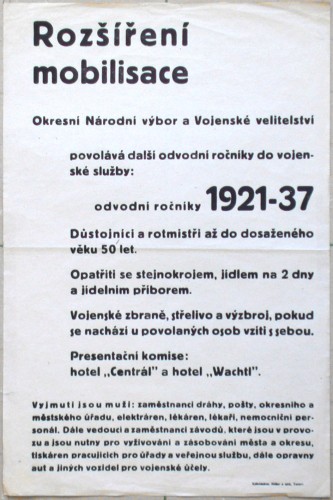 Rozšíření
mobilisace
Okresní Národní výbor a Vojenské velitelství
povolává další odvodní ročníky do vojen-
ské služby:
odvodní ročníky 1921-37
Důstojníci a rotmistři až do dosaženého
věku 50 let.
Opatřiti se stejnokrojem, jídlem na 2 dny
a jídelním příborem.
Vojenské zbraně, střelivo a výzbroj, pokud
se nachází u povolaných osob vzíti s sebou.
Presentační komise:
hotel „Centrál" a hotel „Wachtl".
Vyjmuti jsou muži: zaměstnanci dráhy, pošty, okresního a
městského úřadu, elektráren, lékáren, lékaři, nemocniční per-
sonál. Dále vedoucí a zaměstnanci závodů, které jsou v provo-
zu a jsou nutny pro vyživování a zásobování města a okresu,
tiskáren pracujících pro úřady a veřejnou službu, dále opravny
aut a jiných vozidel pro vojenské účely.